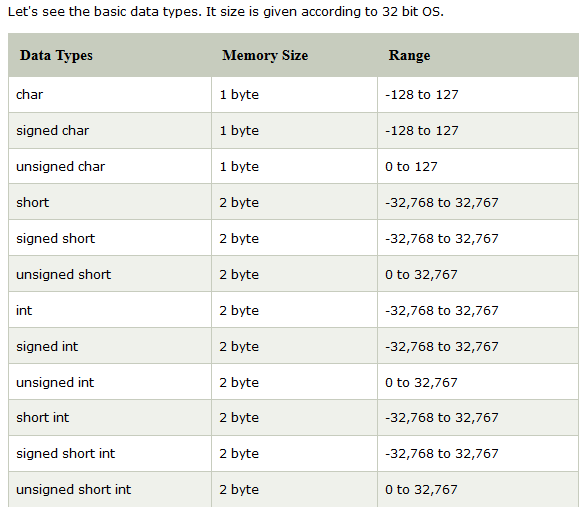 Let's see the basic data types. It size is given according to 32 bit OS.
Data Types Memory Size Range
char 1 byte -128 to 127
signed char 1 byte -128 to 127
unsigned char 1 byte 0 to 127
short 2 byte -32,768 to 32,767
signed short 2 byte -32,768 to 32,767
unsigned short 2 byte 0 to 32,767
int 2 byte -32,768 to 32,767
signed int 2 byte -32,768 to 32,767
unsigned int 2 byte 0 to 32,767
short int 2 byte -32,768 to 32,767
signed short int 2 byte -32,768 to 32,767
unsigned short int 2 byte 0 to 32,767